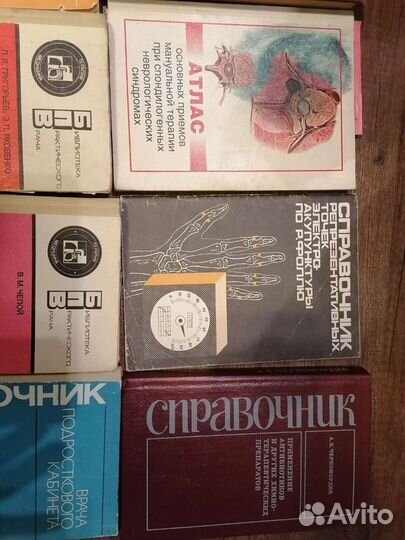 П.Я. ГРИГОРЬЕВ, Э.П. ЯКОВЕНКО
БИБЛИОТЕКА
ПРАКТИЧЕСКОГО
ВРАЧА
АТЛАС
основных приемов
мануальной терапии
при спондилогенных
неврологических
синдромах
В.М. ЧЕПОЙ
БИБЛИОТЕКА
ПРАКТИЧЕСКОГО
ВРАЧА
СПРАВОЧНИК
РЕПРЕЗЕНТАТИВНЫХ
ТОЧЕК
ЭЛЕКТРО-
АКУПУНКТУРЫ
ПО Р.ФОЛЛЮ
ОЧНИК
ВРАЧА
ПОДРОСТКОВОГО
КАБИНЕТА
СПРАВОЧНИК
А.Б. ЧЕРНОМОРДИК
ПРИМЕНЕНИЕ
АНТИБИОТИКОВ
И ДРУГИХ ХИМИО-
ТЕРАПЕВТИЧЕСКИХ
ПРЕПАРАТОВ
Avito